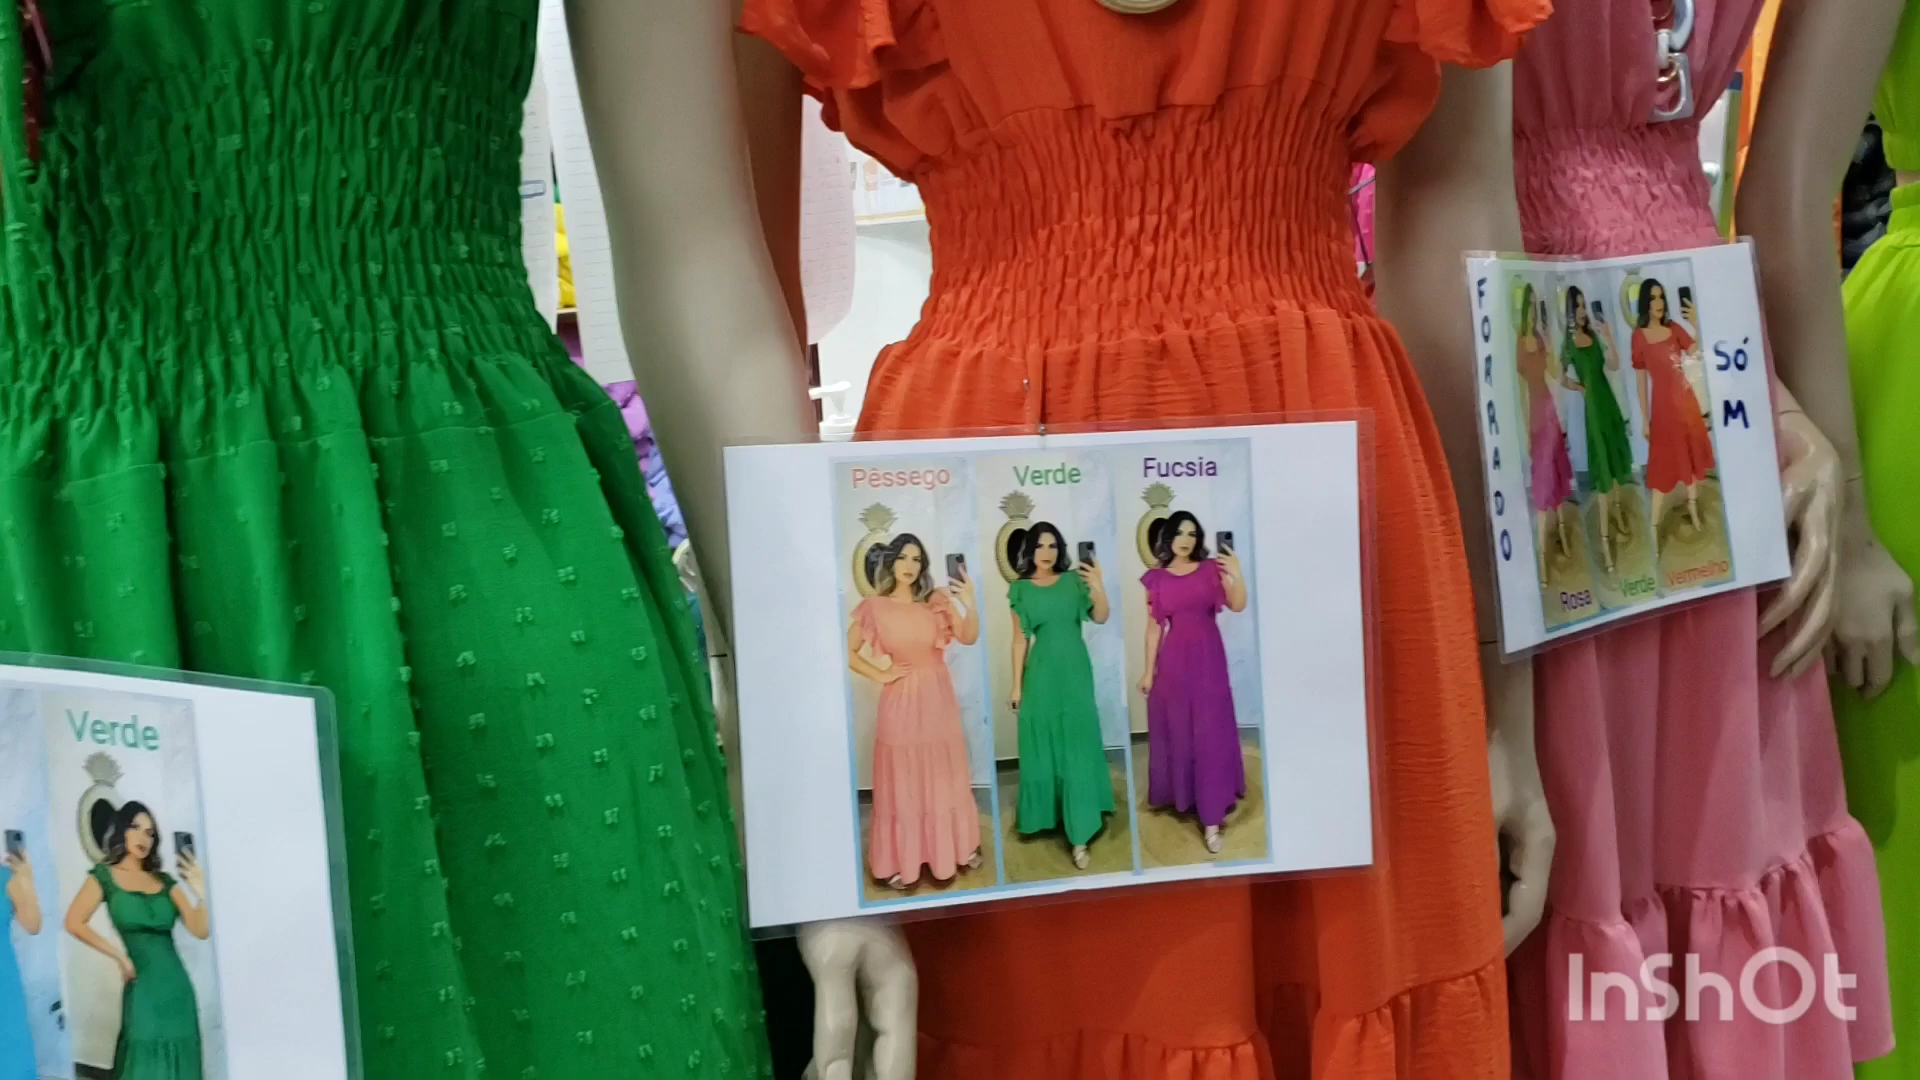 Verde
Pêssego
Verde
Fucsia
FORRADO
Só
M
Rosa
Verde
Vermelho
InShOt